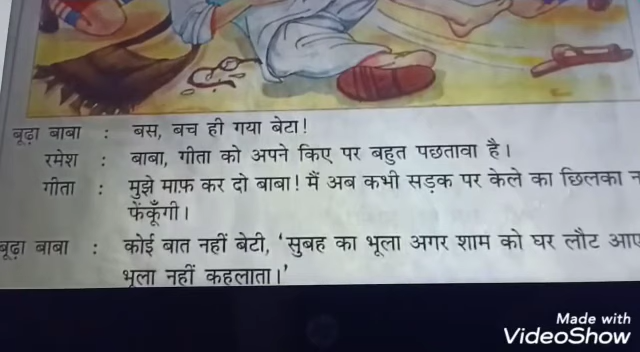 बूढ़ा बाबा : बस, बच ही गया बेटा!
रमेश : बाबा, गीता को अपने किए पर बहुत पछतावा है।
गीता : मुझे माफ़ कर दो बाबा! मैं अब कभी सड़क पर केले का छिलका
फेंकूँगी।
बूढ़ा बाबा : कोई बात नहीं बेटी, 'सुबह का भूला अगर शाम को घर लौट आए
भूला नहीं कहलाता।'
Made with
VideoShow